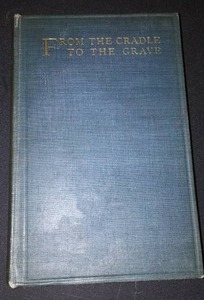 FROM THE CRADLE
TO THE GRAVE